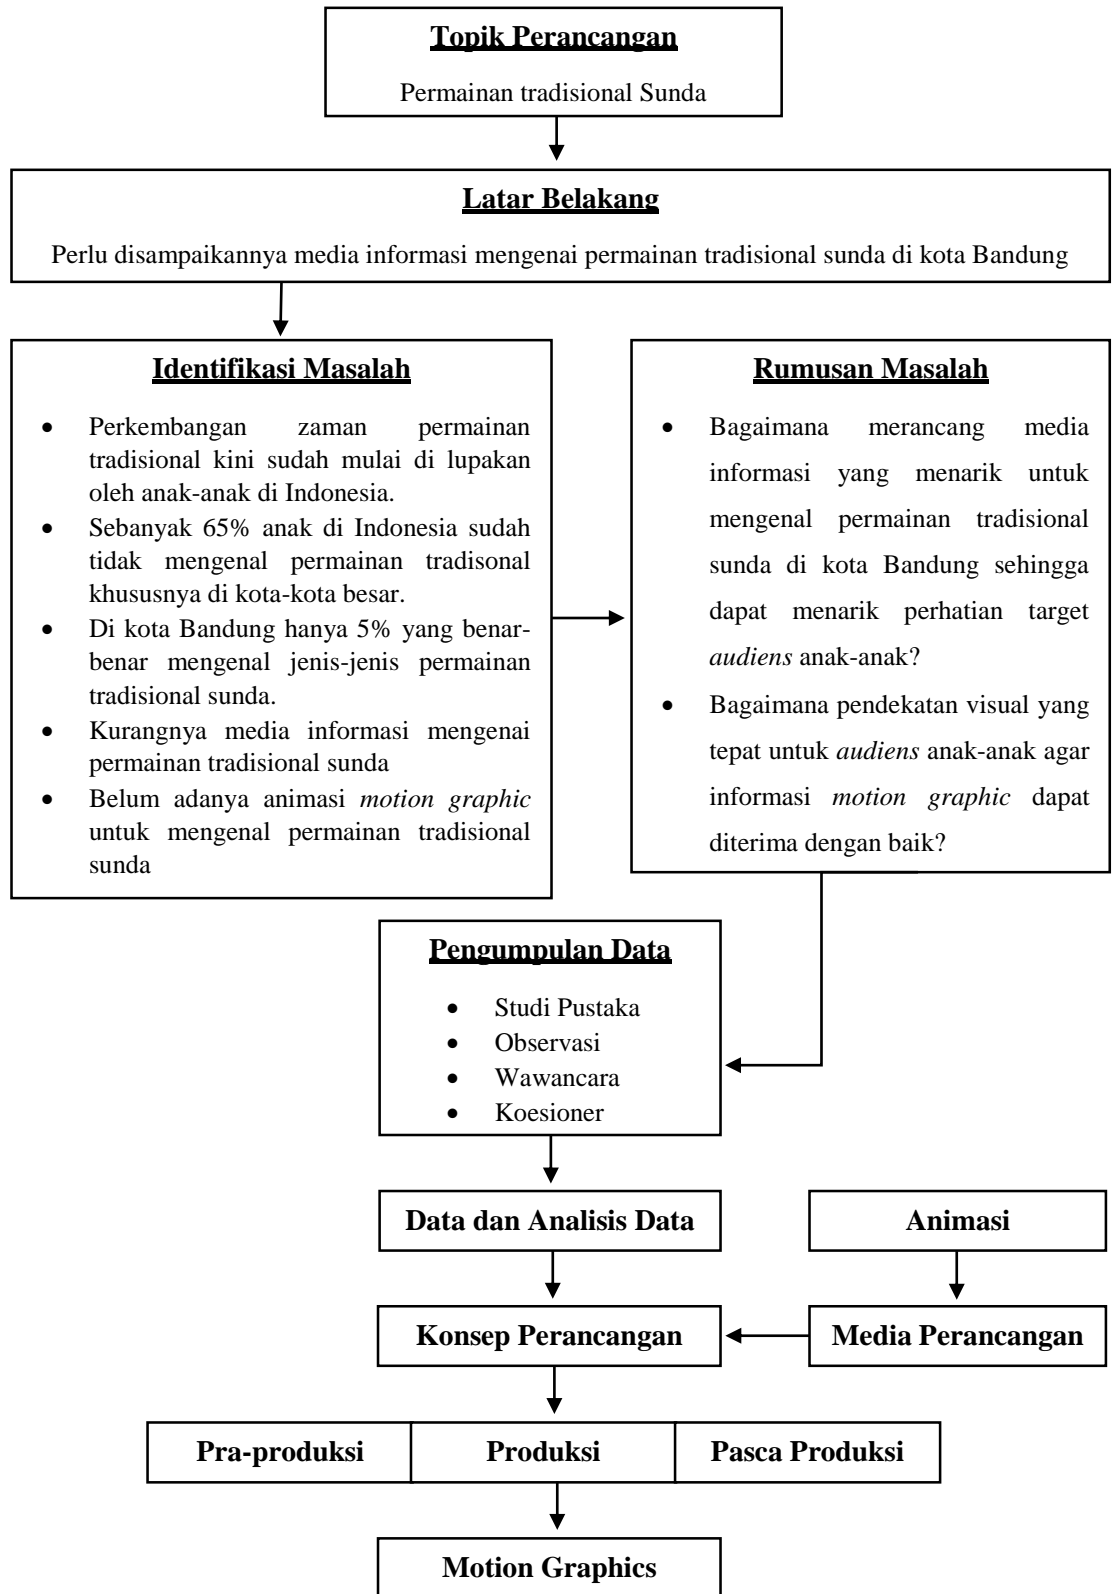 Topik Perancangan
Permainan tradisional Sunda
Latar Belakang
Perlu disampaikannya media informasi mengenai permainan tradisional sunda di kota Bandung
Identifikasi Masalah
• Perkembangan zaman permainan
tradisional kini sudah mulai di lupakan
oleh anak-anak di Indonesia.
• Sebanyak 65% anak di Indonesia sudah
tidak mengenal permainan tradisonal
khususnya di kota-kota besar.
• Di kota Bandung hanya 5% yang benar-
benar mengenal jenis-jenis permainan
tradisional sunda.
• Kurangnya media informasi mengenai
permainan tradisional sunda
• Belum adanya animasi motion graphic
untuk mengenal permainan tradisional
sunda
Rumusan Masalah
• Bagaimana merancang media
informasi yang menarik untuk
mengenal permainan tradisional
sunda di kota Bandung sehingga
dapat menarik perhatian target
audiens anak-anak?
• Bagaimana pendekatan visual yang
tepat untuk audiens anak-anak agar
informasi motion graphic dapat
diterima dengan baik?
Pengumpulan Data
• Studi Pustaka
• Observasi
• Wawancara
• Koesioner
Data dan Analisis Data
Animasi
Konsep Perancangan
Media Perancangan
Pra-produksi
Produksi
Pasca Produksi
Motion Graphics